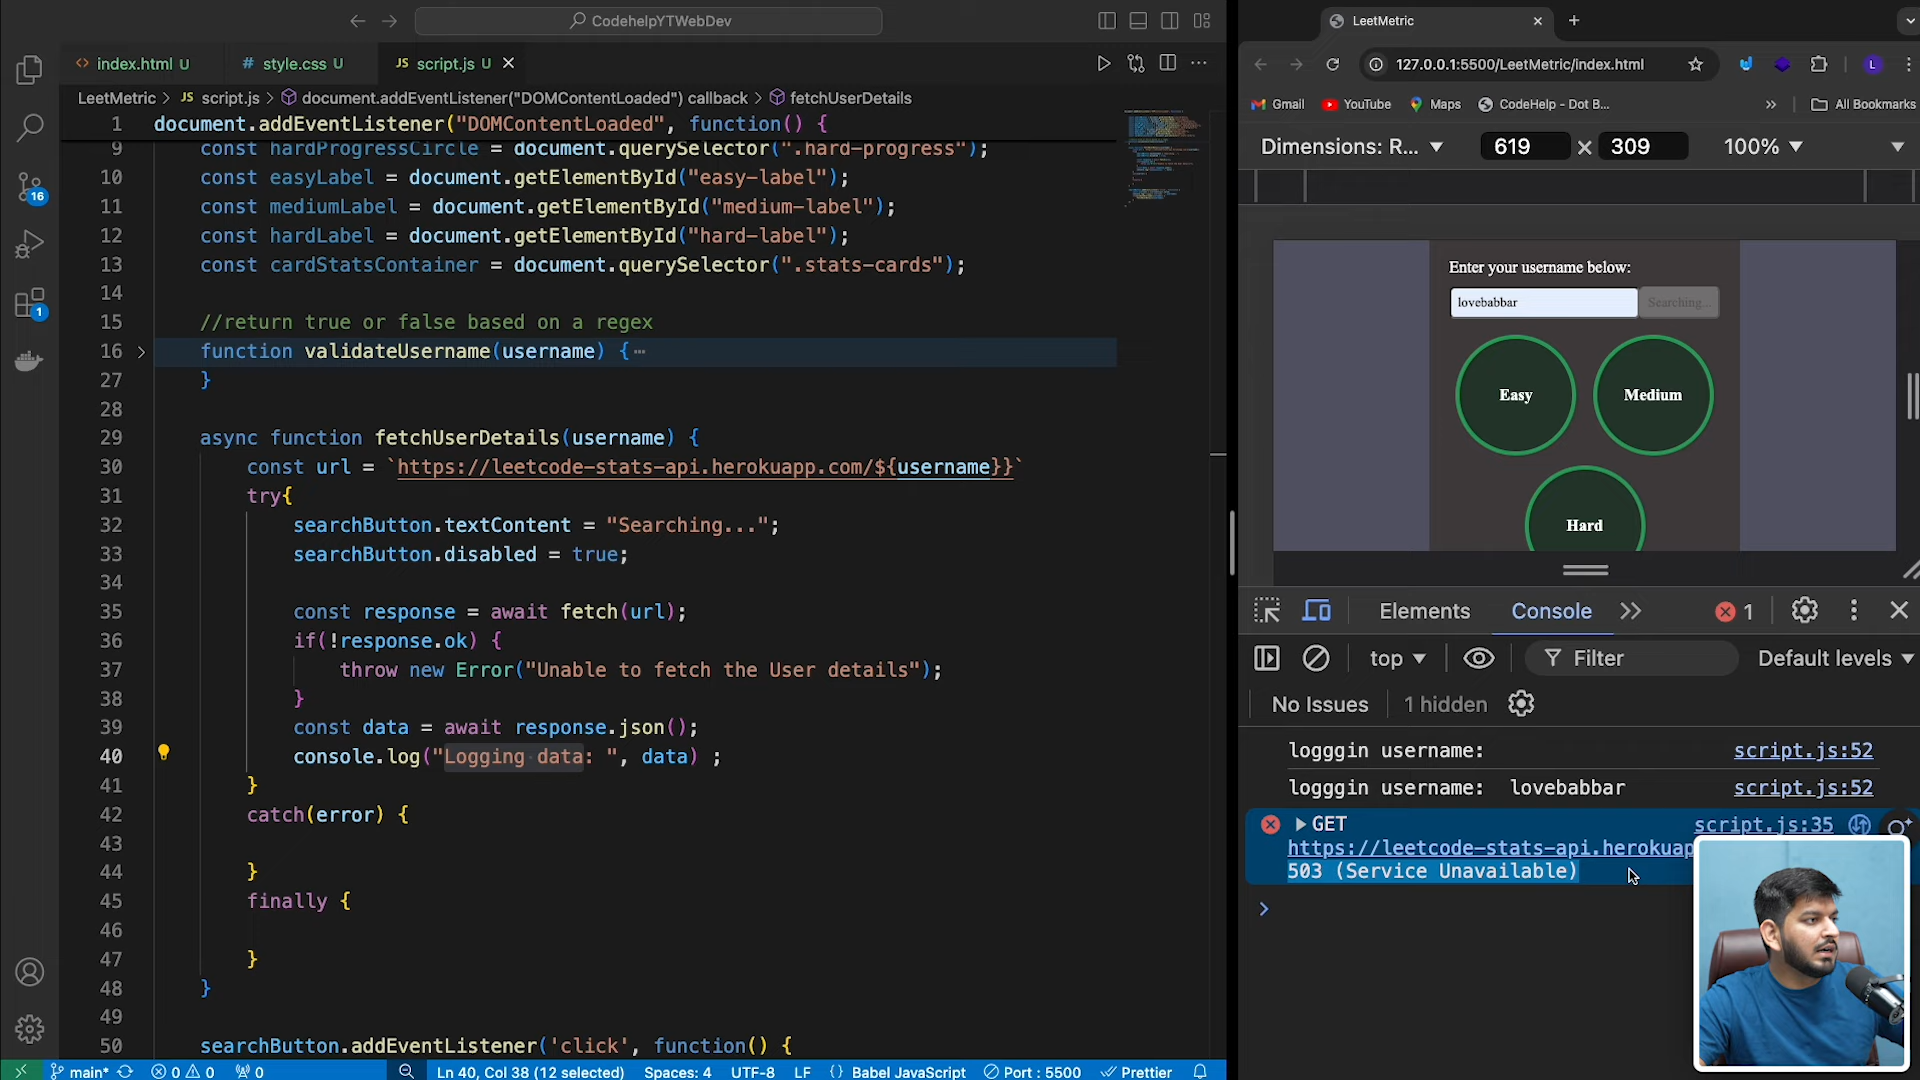 CodehelpYTWebDev
index.html U
# style.css U
JS script.js U
LeetMetric > JS script.js > document.addEventListener("DOMContentLoaded") callback > fetchUserDetails
1 document.addEventListener("DOMContentLoaded", function() {
9 const hardProgressCircle = document.querySelector(".hard-progress");
10 const easyLabel = document.getElementById("easy-label");
11 const mediumLabel = document.getElementById("medium-label");
12 const hardLabel = document.getElementById("hard-label");
13 const cardStatsContainer = document.querySelector(".stats-cards");
14
15 //return true or false based on a regex
16 function validateUsername(username) {⋯
27 }
28
29 async function fetchUserDetails(username) {
30 const url = `https://leetcode-stats-api.herokuapp.com/${username}}`
31 try{
32 searchButton.textContent = "Searching...";
33 searchButton.disabled = true;
34
35 const response = await fetch(url);
36 if(!response.ok) {
37 throw new Error("Unable to fetch the User details");
38 }
39 const data = await response.json();
40 console.log("Logging data: ", data) ;
41 }
42 catch(error) {
43
44 }
45 finally {
46
47 }
48 }
49
50 searchButton.addEventListener('click', function() {
16
1
main* 0 0 0
Ln 40, Col 38 (12 selected) Spaces: 4 UTF-8 LF {} Babel JavaScript Port : 5500 Prettier
LeetMetric
127.0.0.1:5500/LeetMetric/index.html
L
Gmail YouTube Maps CodeHelp - Dot B... » All Bookmarks
Dimensions: R... 619 × 309 100%
Enter your username below:
lovebabbar Searching...
Easy
Medium
Hard
Elements Console 1
top Filter Default levels
No Issues 1 hidden
logggin username: script.js:52
logggin username: lovebabbar script.js:52
GET script.js:35
https://leetcode-stats-api.herokuap
503 (Service Unavailable)